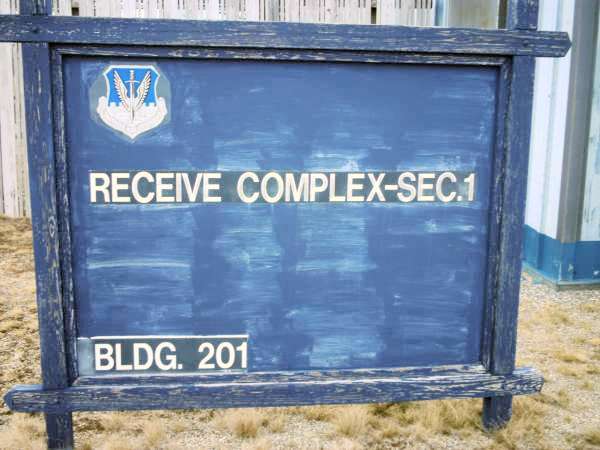 RECEIVE COMPLEX-SEC.1
BLDG. 201